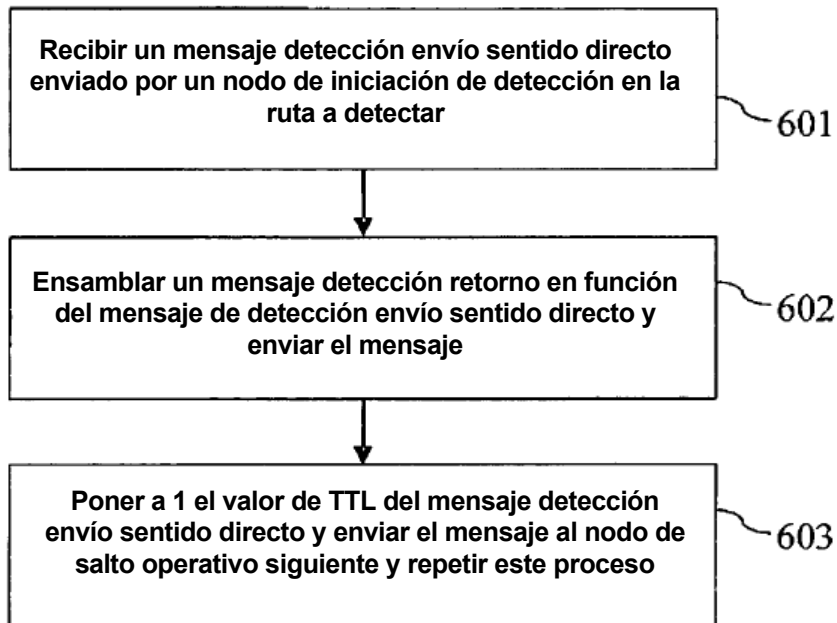 Recibir un mensaje detección envío sentido directo
enviado por un nodo de iniciación de detección en la
ruta a detectar
601
Ensamblar un mensaje detección retorno en función
del mensaje de detección envío sentido directo y
enviar el mensaje
602
Poner a 1 el valor de TTL del mensaje detección
envío sentido directo y enviar el mensaje al nodo de
salto operativo siguiente y repetir este proceso
603